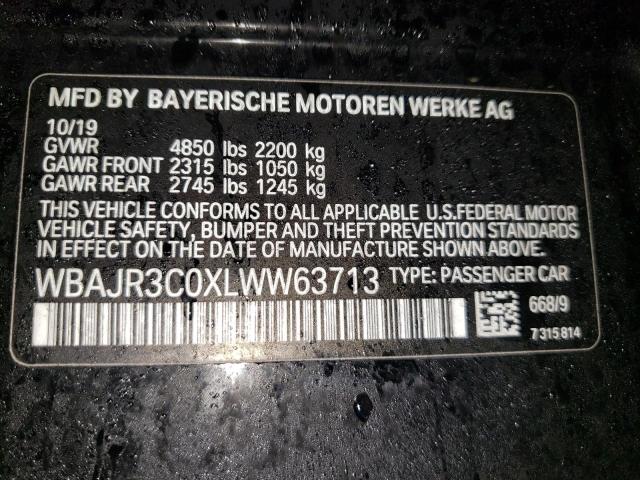 MFD BY BAYERISCHE MOTOREN WERKE AG
10/19
GVWR 4850 lbs 2200 kg
GAWR FRONT 2315 lbs 1050 kg
GAWR REAR 2745 lbs 1245 kg
THIS VEHICLE CONFORMS TO ALL APPLICABLE U.S.FEDERAL MOTOR
VEHICLE SAFETY, BUMPER AND THEFT PREVENTION STANDARDS
IN EFFECT ON THE DATE OF MANUFACTURE SHOWN ABOVE.
WBAJR3C0XLWW63713 TYPE: PASSENGER CAR
668/9
7 315 814